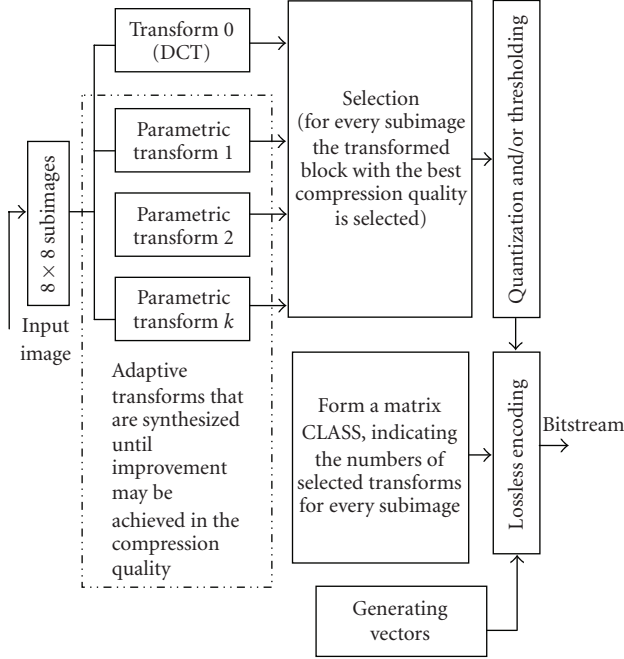 Transform 0
(DCT)
Parametric
transform 1
Parametric
transform 2
Parametric
transform k
8 × 8 subimages
Input
image
Adaptive
transforms that
are synthesized
until
improvement
may be
achieved in the
compression
quality
Selection
(for every subimage
the transformed
block with the best
compression quality
is selected)
Quantization and/or thresholding
Form a matrix
CLASS, indicating
the numbers of
selected transforms
for every subimage
Lossless encoding
Bitstream
Generating
vectors